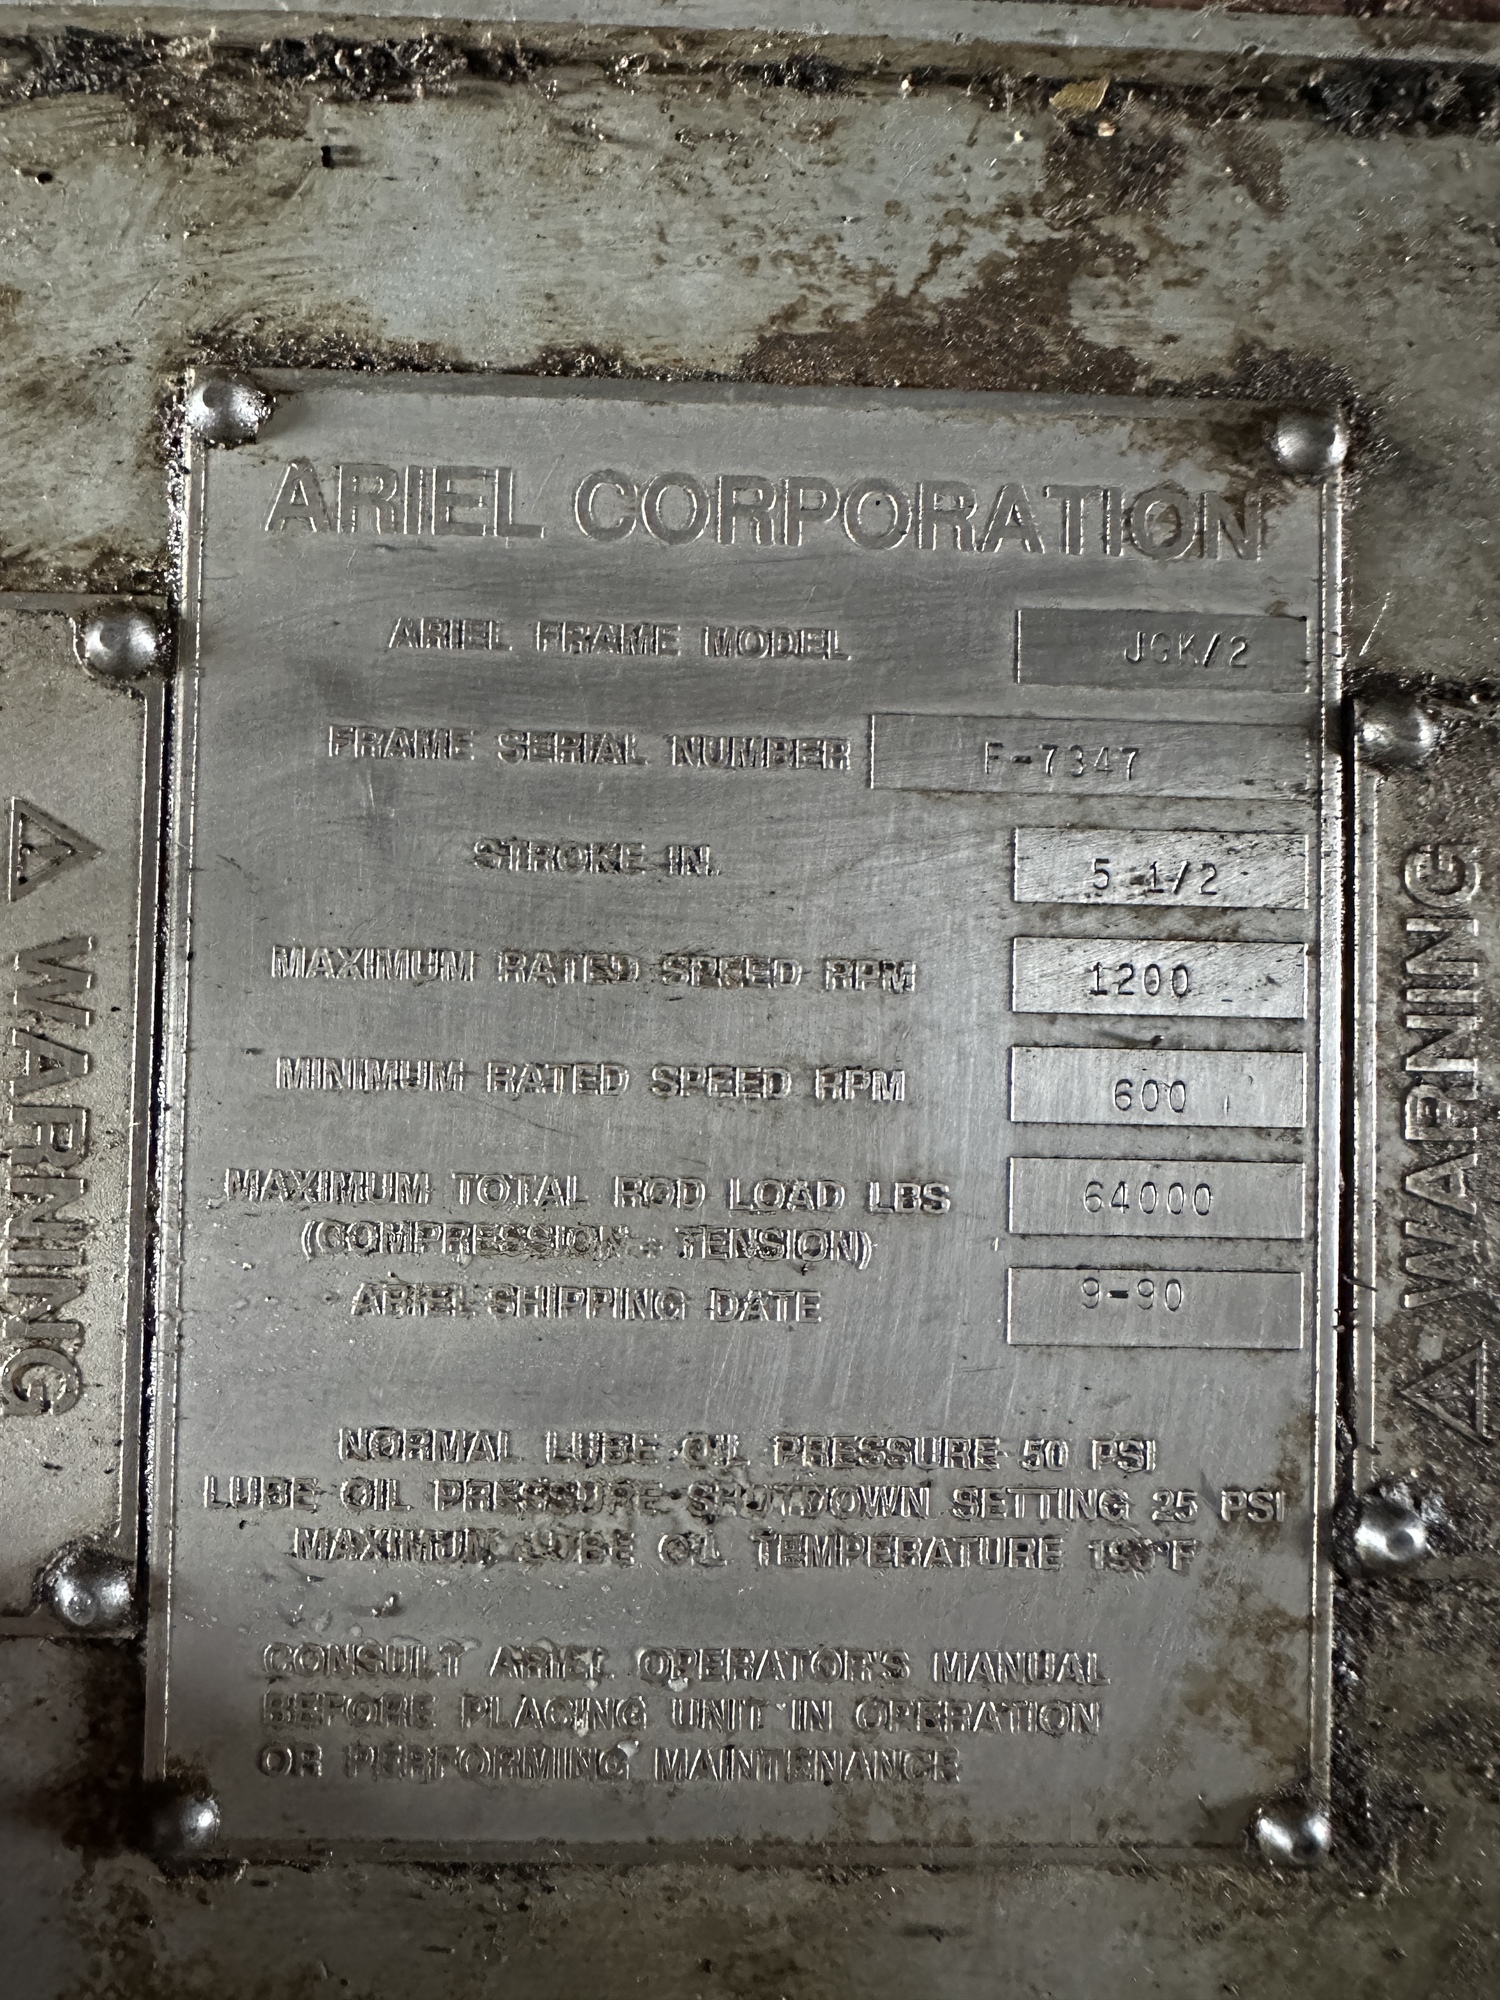 ARIEL CORPORATION
ARIEL FRAME MODEL JGK/2
FRAME SERIAL NUMBER F-7347
STROKE IN. 5 1/2
MAXIMUM RATED SPEED RPM 1200
MINIMUM RATED SPEED RPM 600
MAXIMUM TOTAL ROD LOAD LBS 64000
(COMPRESSION + TENSION)
ARIEL SHIPPING DATE 9-90
NORMAL LUBE OIL PRESSURE 50 PSI
LUBE OIL PRESSURE SHUTDOWN SETTING 25 PSI
MAXIMUM LUBE OIL TEMPERATURE 190°F
CONSULT ARIEL OPERATOR'S MANUAL
BEFORE PLACING UNIT IN OPERATION
OR PERFORMING MAINTENANCE
WARNING
WARNING